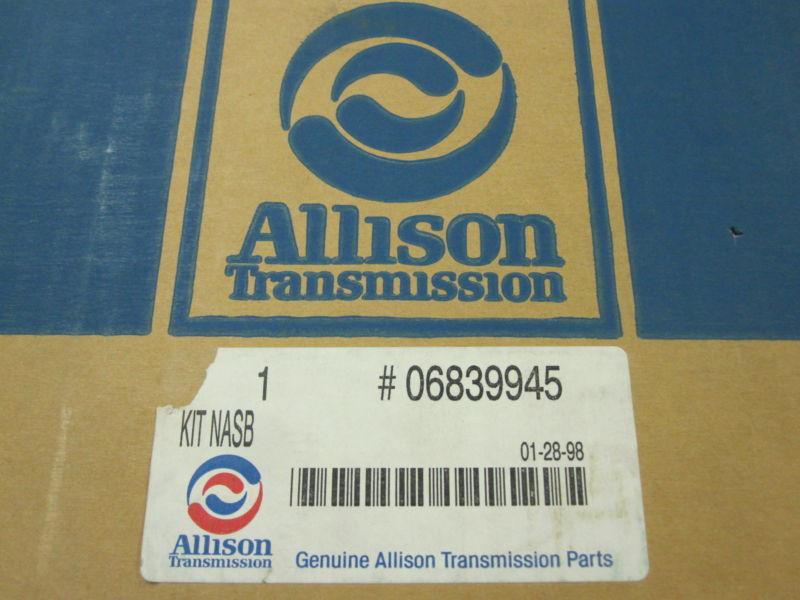 Allison
Transmission
1 # 06839945
KIT NASB
01-28-98
Allison
Transmission
Genuine Allison Transmission Parts